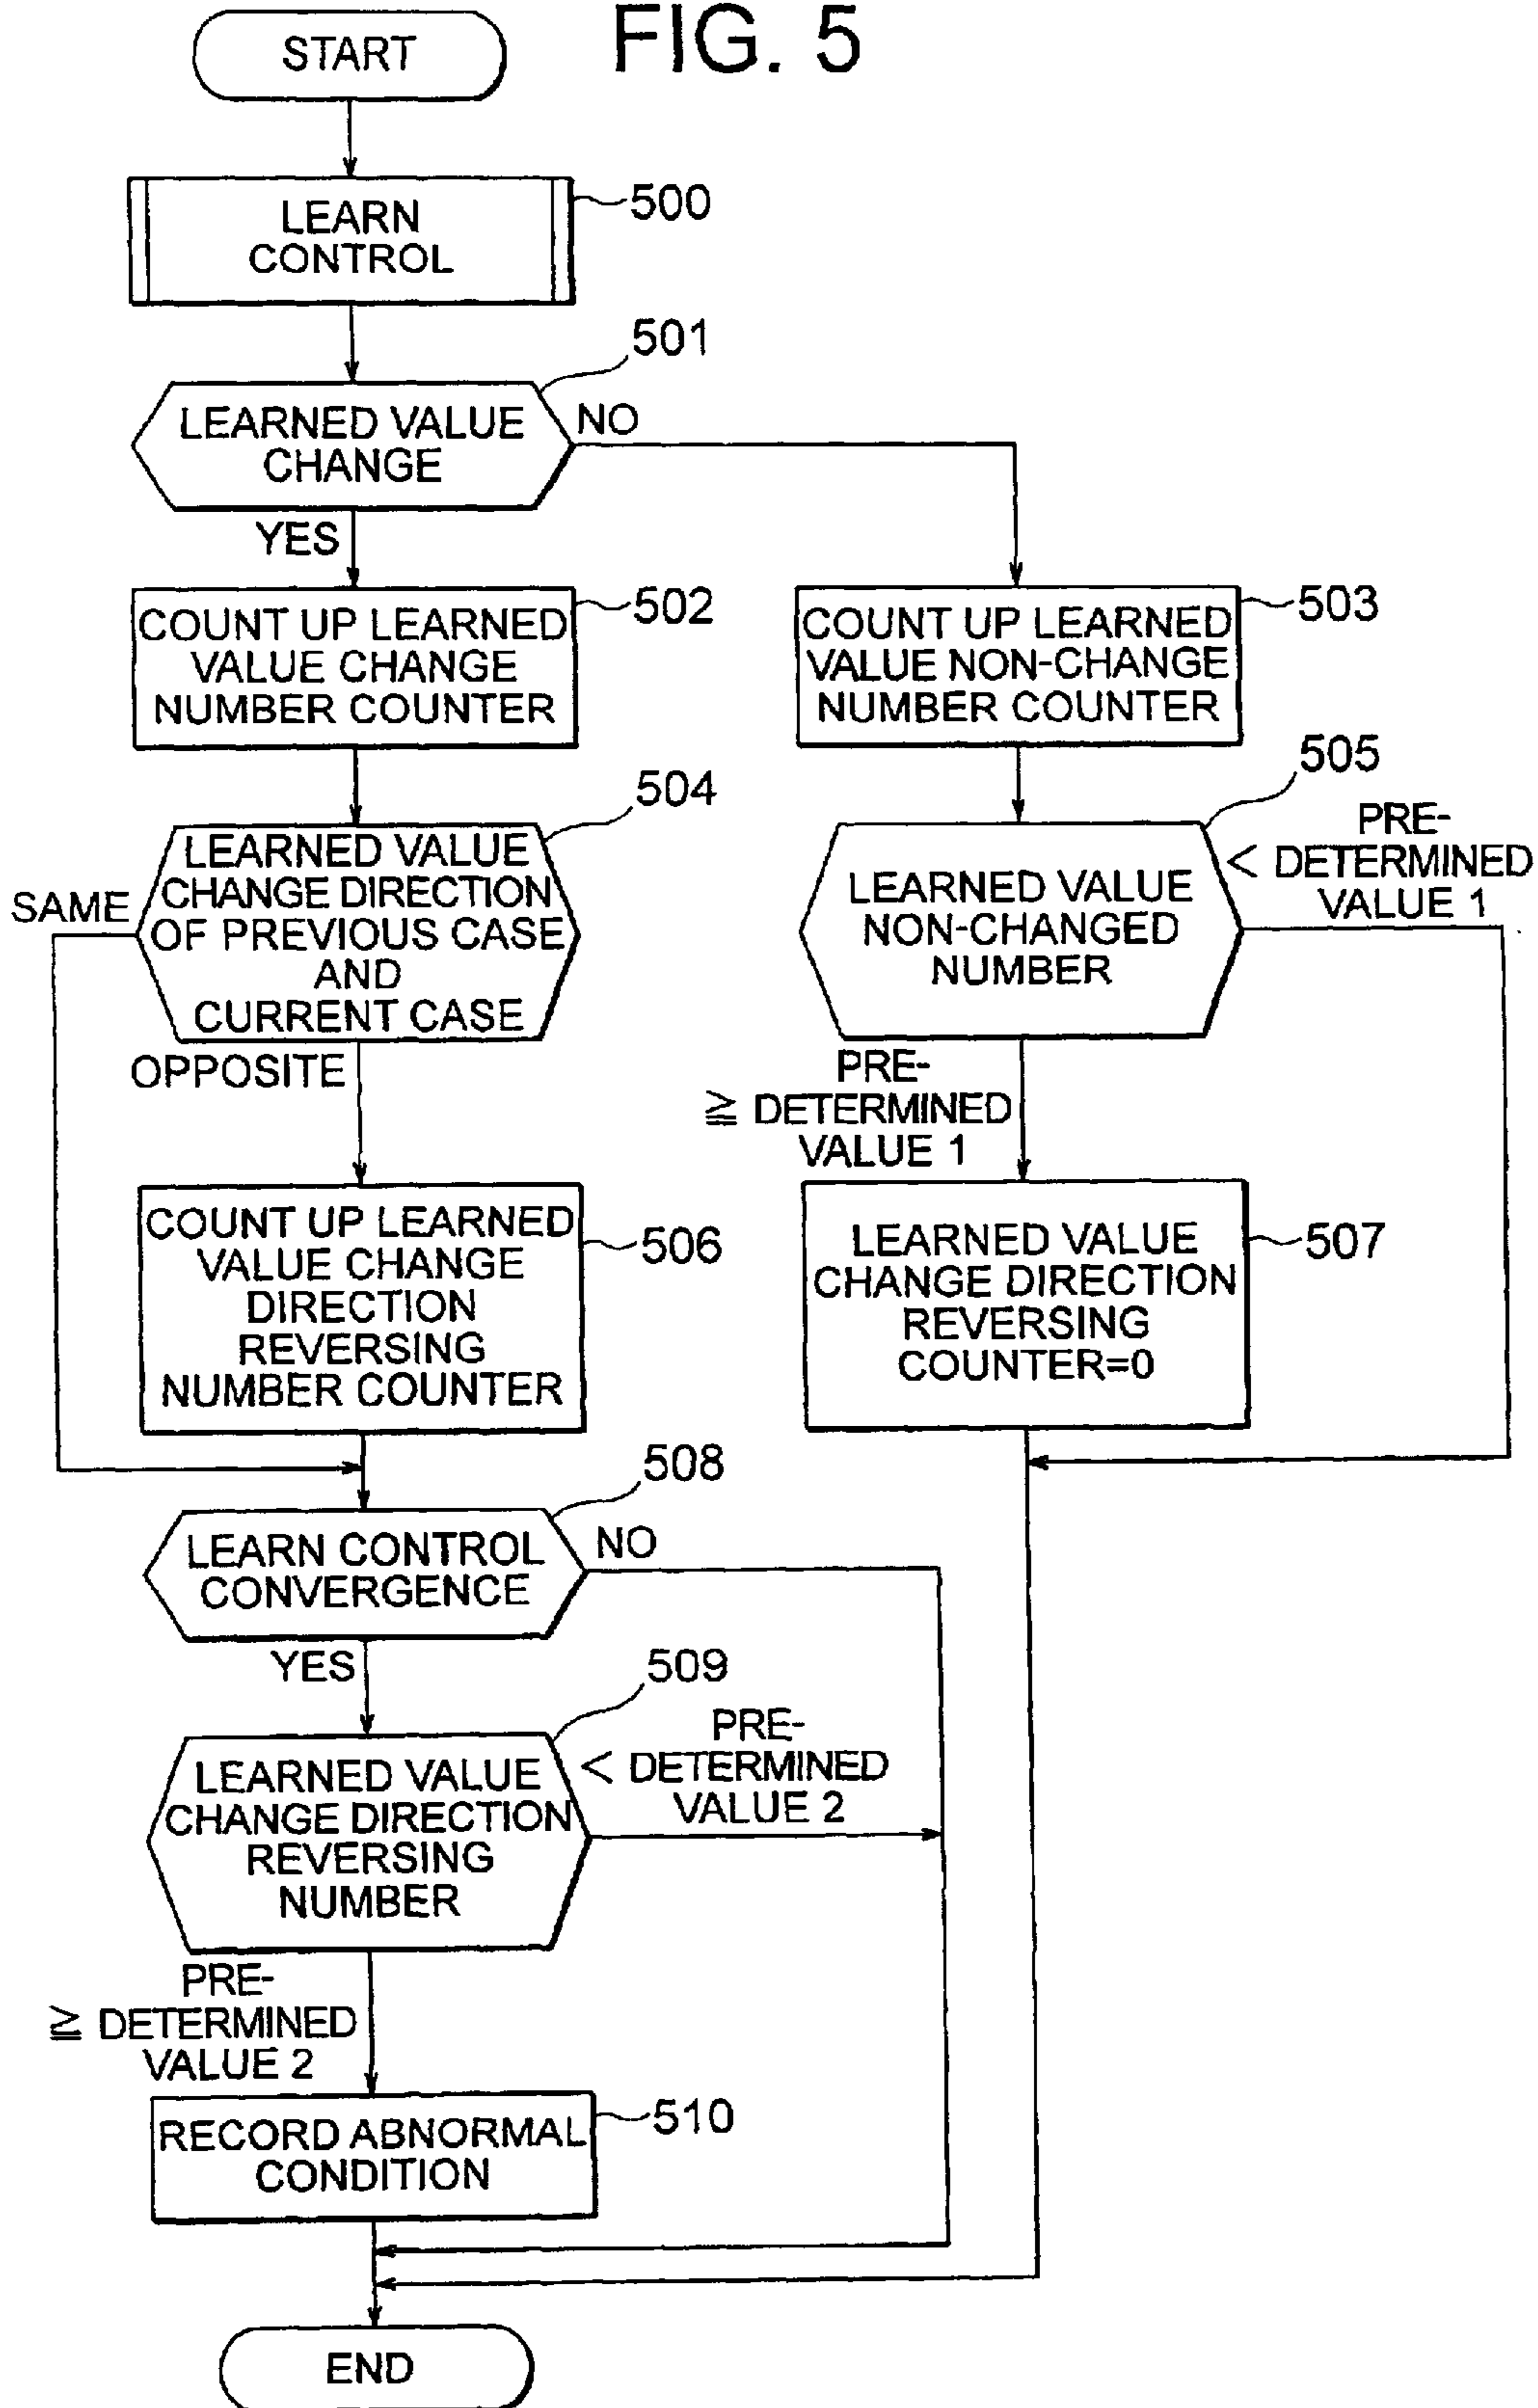 FIG. 5
START
LEARN
CONTROL
500
501
LEARNED VALUE
CHANGE
NO
YES
COUNT UP LEARNED
VALUE CHANGE
NUMBER COUNTER
502
COUNT UP LEARNED
VALUE NON-CHANGE
NUMBER COUNTER
503
504
LEARNED VALUE
CHANGE DIRECTION
OF PREVIOUS CASE
AND
CURRENT CASE
SAME
OPPOSITE
505
LEARNED VALUE
NON-CHANGED
NUMBER
PRE-
< DETERMINED
VALUE 1
PRE-
≧ DETERMINED
VALUE 1
COUNT UP LEARNED
VALUE CHANGE
DIRECTION
REVERSING
NUMBER COUNTER
506
LEARNED VALUE
CHANGE DIRECTION
REVERSING
COUNTER=0
507
508
LEARN CONTROL
CONVERGENCE
NO
YES
509
LEARNED VALUE
CHANGE DIRECTION
REVERSING
NUMBER
PRE-
< DETERMINED
VALUE 2
PRE-
≧ DETERMINED
VALUE 2
RECORD ABNORMAL
CONDITION
510
END